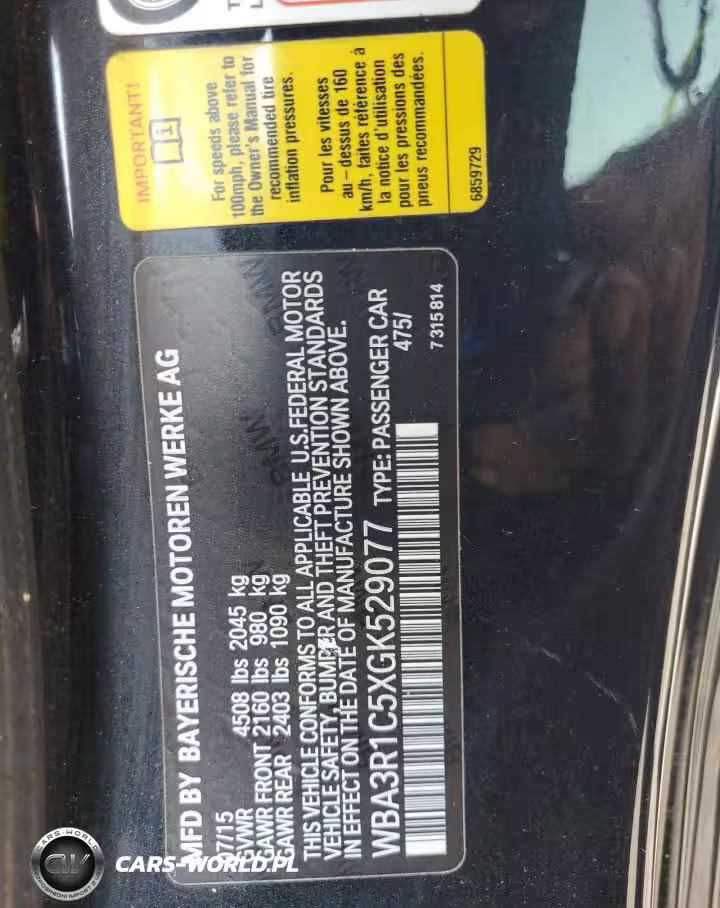 IMPORTANT!
For speeds above
100mph, please refer to
the Owner's Manual for
recommended tire
inflation pressures.
Pour les vitesses
au-dessus de 160
km/h, faites référence à
la notice d'utilisation
pour les pressions des
pneus recommandées.
6859729
MFD BY BAYERISCHE MOTOREN WERKE AG
7/15
GVWR 4508 lbs 2045 kg
GAWR FRONT 2160 lbs 980 kg
GAWR REAR 2403 lbs 1090 kg
THIS VEHICLE CONFORMS TO ALL APPLICABLE U.S.FEDERAL MOTOR
VEHICLE SAFETY, BUMPER AND THEFT PREVENTION STANDARDS
IN EFFECT ON THE DATE OF MANUFACTURE SHOWN ABOVE.
WBA3R1C5XGK529077 TYPE: PASSENGER CAR
475/
7315814
CARS-WORLD
CW
CARS-WORLD.PL